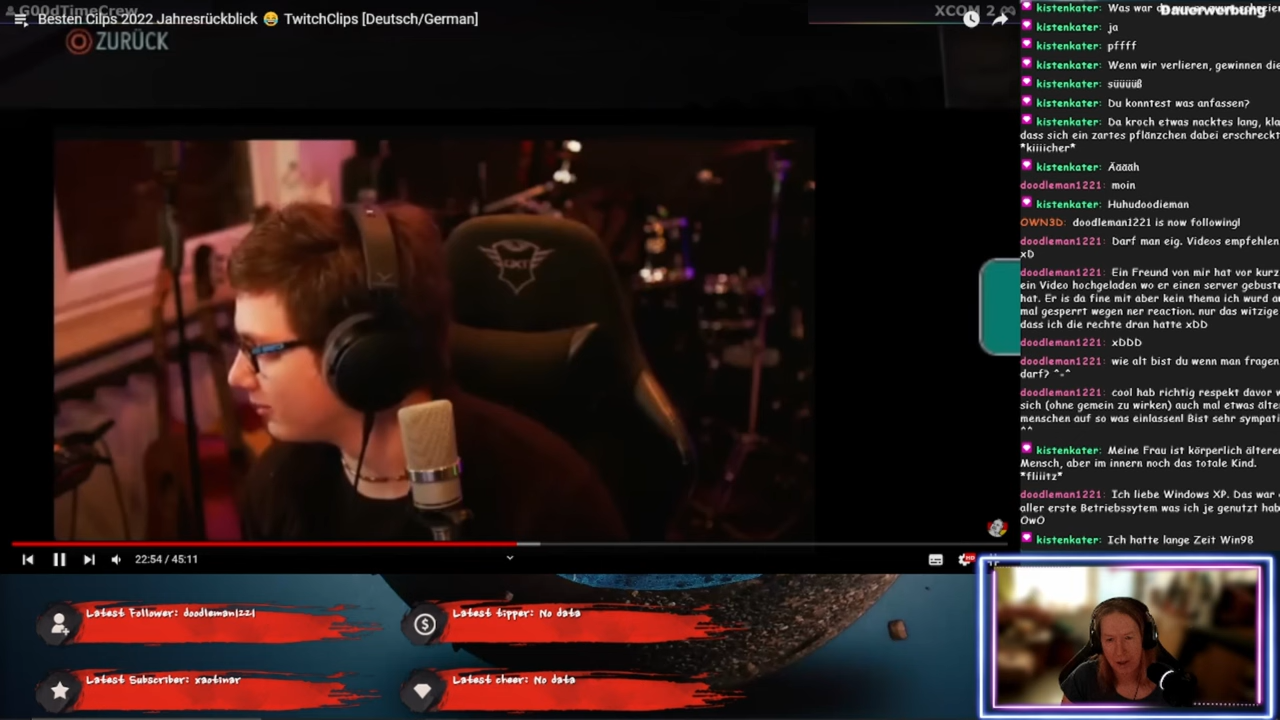 G00dTimeCrew
Besten Cilps 2022 Jahresrückblick 😂 TwitchClips [Deutsch/German]
XCOM 2
ZURÜCK
GXT
22:54 / 45:11
HD
Dauerwerbung
kistenkater: Was war
kistenkater: ja
kistenkater: pffff
kistenkater: Wenn wir verlieren, gewinnen die
kistenkater: süüüüß
kistenkater: Du konntest was anfassen?
kistenkater: Da kroch etwas nacktes lang,
dass sich ein zartes pflänzchen dabei erschreckt
*kiiiicher*
kistenkater: Ääääh
doodleman1221: moin
kistenkater: Huhudoodieman
OWN3D: doodleman1221 is now following!
doodleman1221: Darf man eig. Videos empfehlen
xD
doodleman1221: Ein Freund von mir hat vor kurz
ein Video hochgeladen wo er einen server gebuste
hat. Er is da fine mit aber kein thema ich wurd a
mal gesperrt wegen ner reaction. nur das witzige
dass ich die rechte dran hatte xDD
doodleman1221: xDDD
doodleman1221: wie alt bist du wenn man fragen
darf? ^-^
doodleman1221: cool hab richtig respekt davor w
sich (ohne gemein zu wirken) auch mal etwas älter
menschen auf so was einlassen! Bist sehr sympati
^^
kistenkater: Meine Frau ist körperlich älteren
Mensch, aber im innern noch das totale Kind.
*fliiitz*
doodleman1221: Ich liebe Windows XP. Das war
aller erste Betriebssytem was ich je genutzt hab
OwO
kistenkater: Ich hatte lange Zeit Win98
Latest Follower: doodleman1221
Latest tipper: No data
Latest Subscriber: xaotinar
Latest cheer: No data